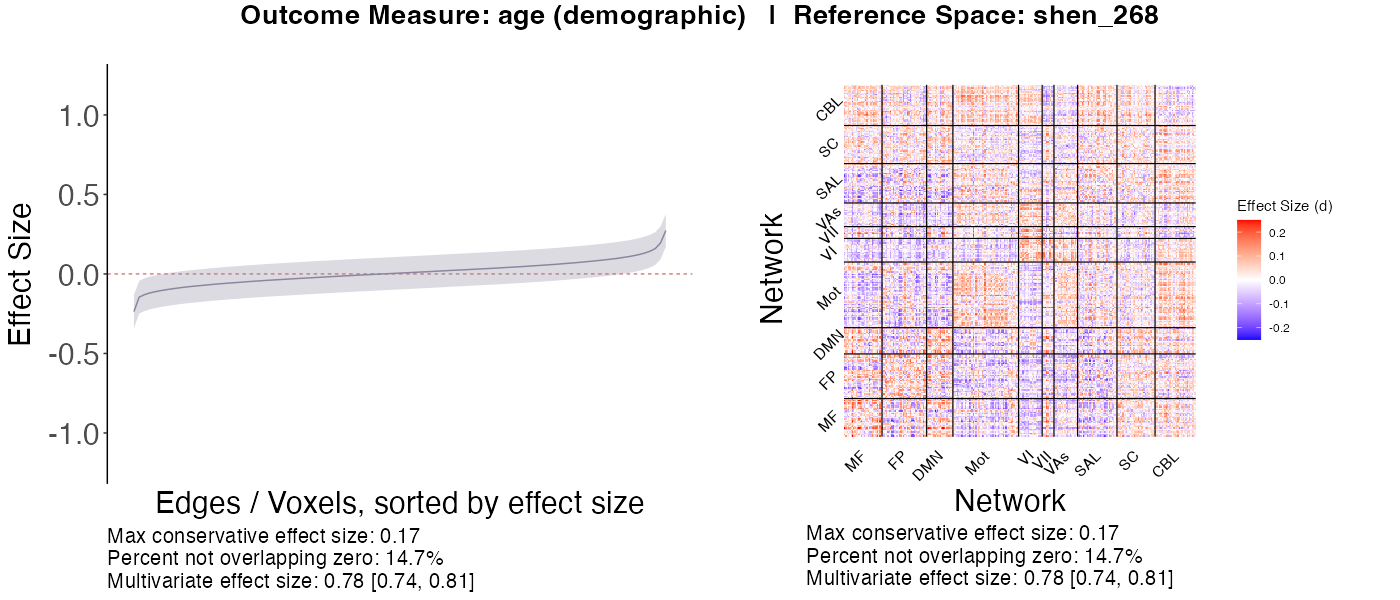 Outcome Measure: age (demographic) | Reference Space: shen_268
1.0
0.5
0.0
-0.5
-1.0
Effect Size
Edges / Voxels, sorted by effect size
Max conservative effect size: 0.17
Percent not overlapping zero: 14.7%
Multivariate effect size: 0.78 [0.74, 0.81]
CBL
SC
SAL
VAs
VII
VI
Mot
DMN
FP
MF
Network
MF
FP
DMN
Mot
VI
VII
VAs
SAL
SC
CBL
Network
Max conservative effect size: 0.17
Percent not overlapping zero: 14.7%
Multivariate effect size: 0.78 [0.74, 0.81]
Effect Size (d)
0.2
0.1
0.0
-0.1
-0.2